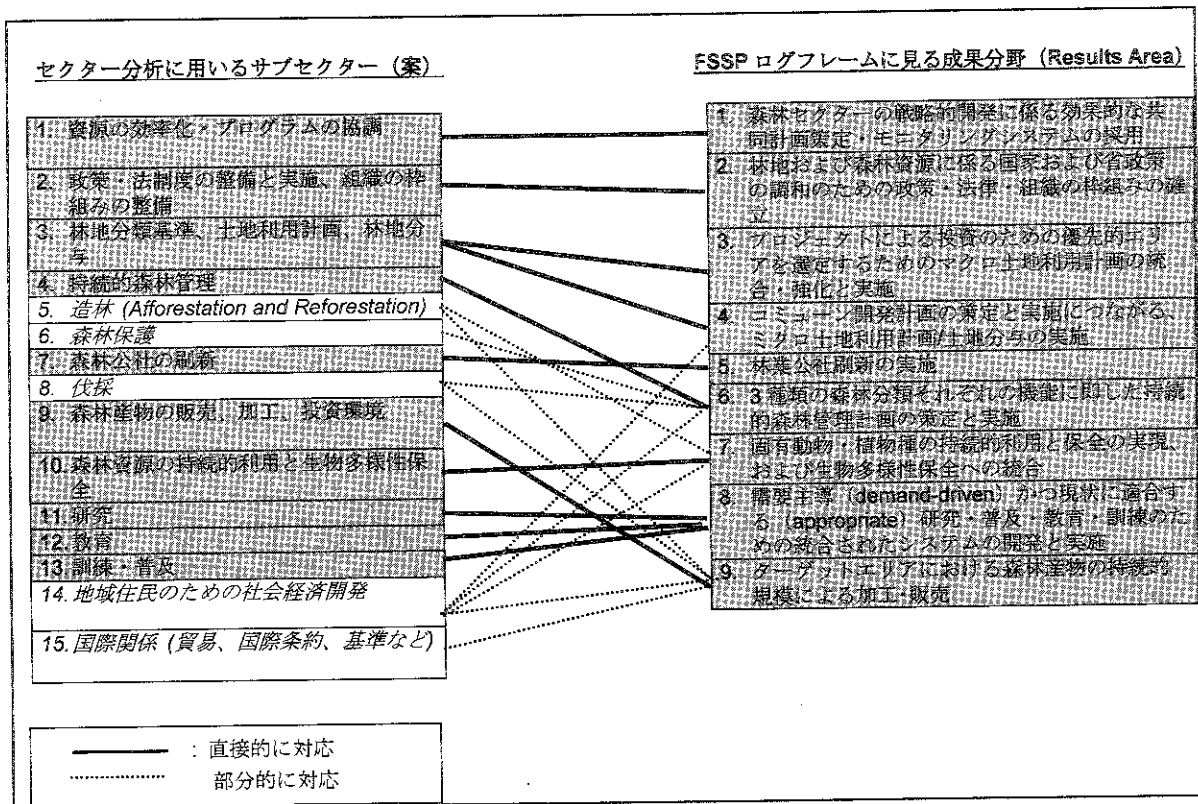 セクター分析に用いるサブセクター（案）
1. 資源の効率化・プログラムの協調
2. 政策・法制度の整備と実施、組織の枠
組みの整備
3. 林地分類基準、土地利用計画、林地分
与
4. 持続的森林管理
5. 造林 (Afforestation and Reforestation)
6. 森林保護
7. 森林公社の刷新
8. 伐採
9. 森林産物の販売、加工、投資環境
10. 森林資源の持続的利用と生物多様性保
全
11. 研究
12. 教育
13. 訓練・普及
14. 地域住民のための社会経済開発
15. 国際関係 (貿易、国際条約、基準など)
FSSP ログフレームに見る成果分野（Results Area）
1. 森林セクターの戦略的開発に係る効果的な共
同計画策定・モニタリングシステムの採用
2. 林地および森林資源に係る国家および省政策
の調和のための政策・法律・組織の枠組みの確
立
3. プロジェクトによる投資のための優先的エリ
アを選定するためのマクロ土地利用計画の統
合・強化と実施
4. コミューン開発計画の策定と実施につながる、
ミクロ土地利用計画/土地分与の実施
5. 林業公社刷新の実施
6. 3 種類の森林分類それぞれの機能に即した持続
的森林管理計画の策定と実施
7. 固有動物・植物種の持続的利用と保全の実現、
および生物多様性保全への統合
8. 需要主導（demand-driven）かつ現状に適合す
る（appropriate）研究・普及・教育・訓練のた
めの統合されたシステムの開発と実施
9. ターゲットエリアにおける森林産物の持続的
規模による加工・販売
：直接的に対応
部分的に対応